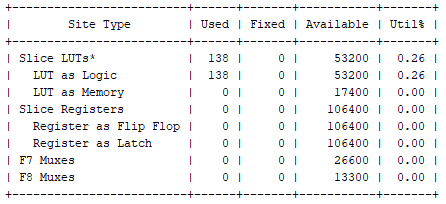 +-------------------------+------+-------+-----------+-------+
|        Site Type        | Used | Fixed | Available | Util% |
+-------------------------+------+-------+-----------+-------+
| Slice LUTs*             |  138 |     0 |     53200 |  0.26 |
|   LUT as Logic          |  138 |     0 |     53200 |  0.26 |
|   LUT as Memory         |    0 |     0 |     17400 |  0.00 |
| Slice Registers         |    0 |     0 |    106400 |  0.00 |
|   Register as Flip Flop |    0 |     0 |    106400 |  0.00 |
|   Register as Latch     |    0 |     0 |    106400 |  0.00 |
| F7 Muxes                |    0 |     0 |     26600 |  0.00 |
| F8 Muxes                |    0 |     0 |     13300 |  0.00 |
+-------------------------+------+-------+-----------+-------+